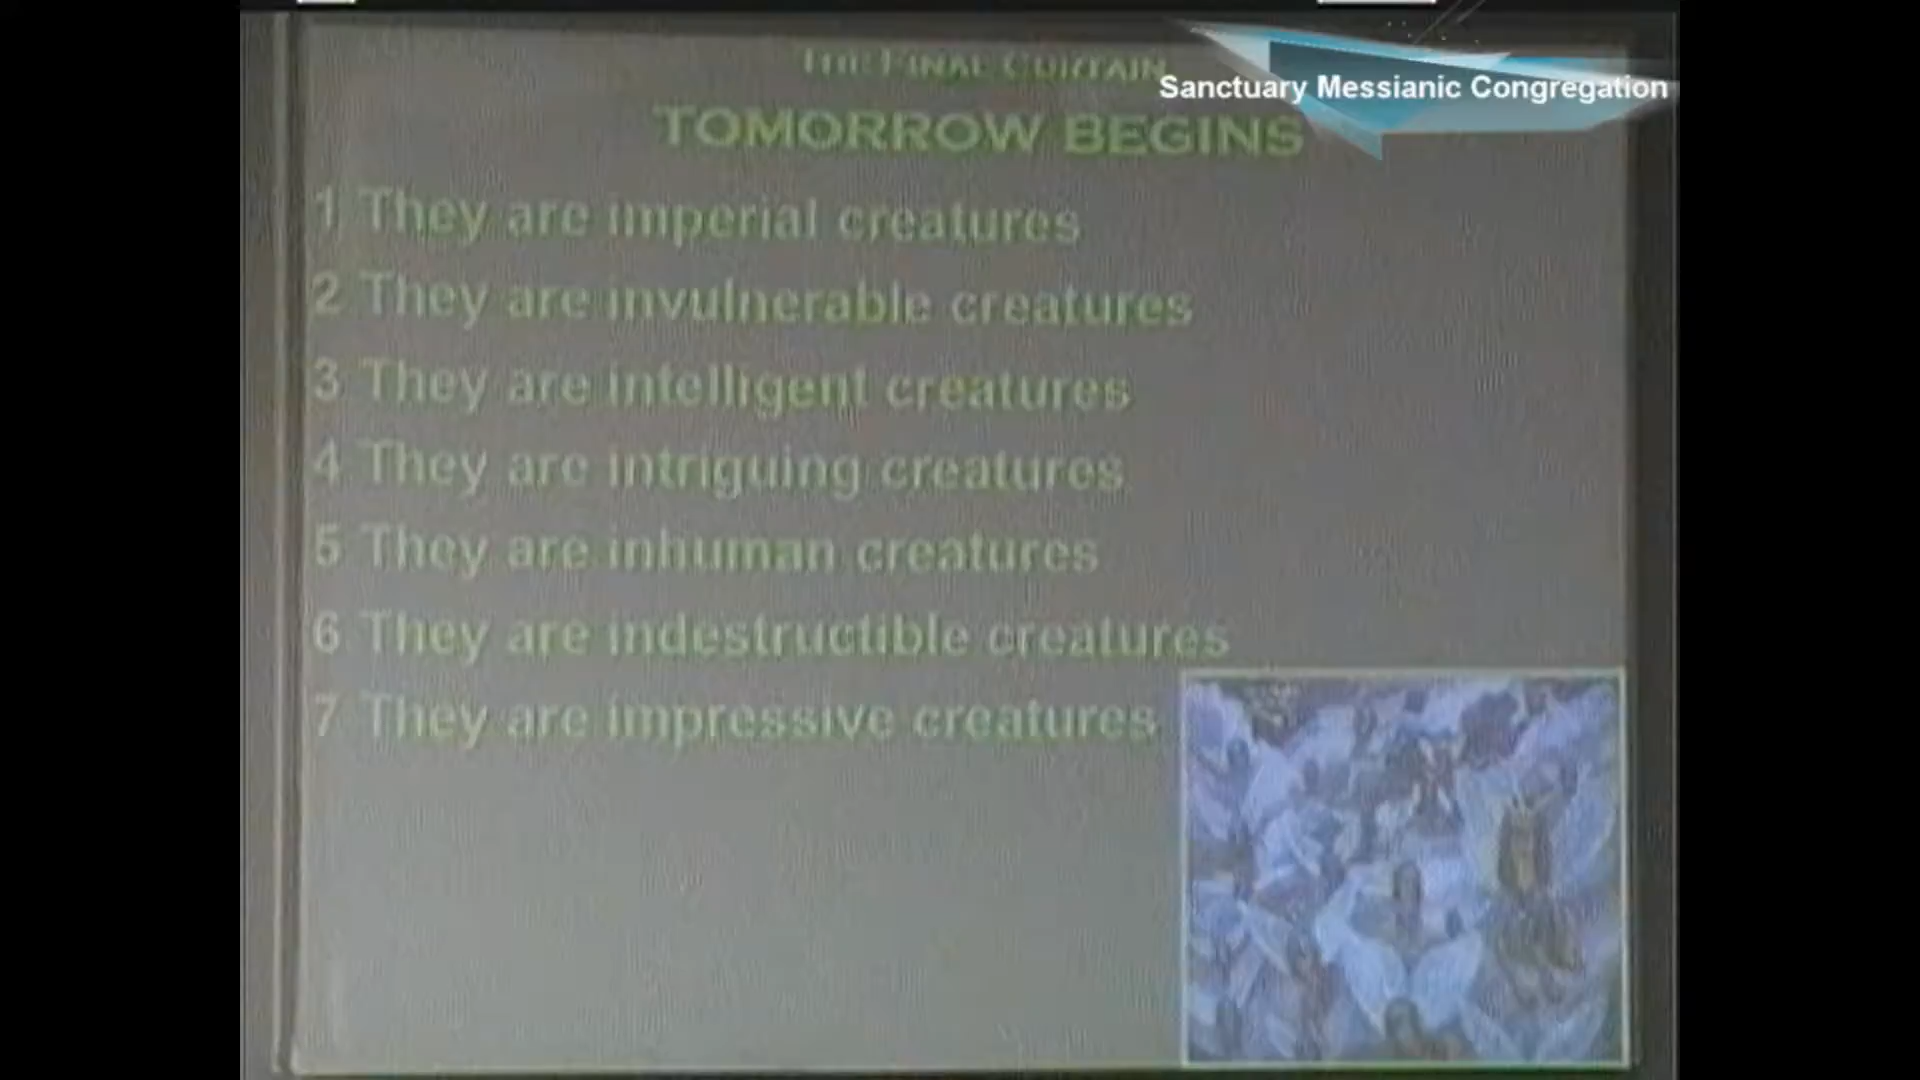 THE FINAL CURTAIN
Sanctuary Messianic Congregation
TOMORROW BEGINS
1 They are imperial creatures
2 They are invulnerable creatures
3 They are intelligent creatures
4 They are intriguing creatures
5 They are inhuman creatures
6 They are indestructible creatures
7 They are impressive creatures